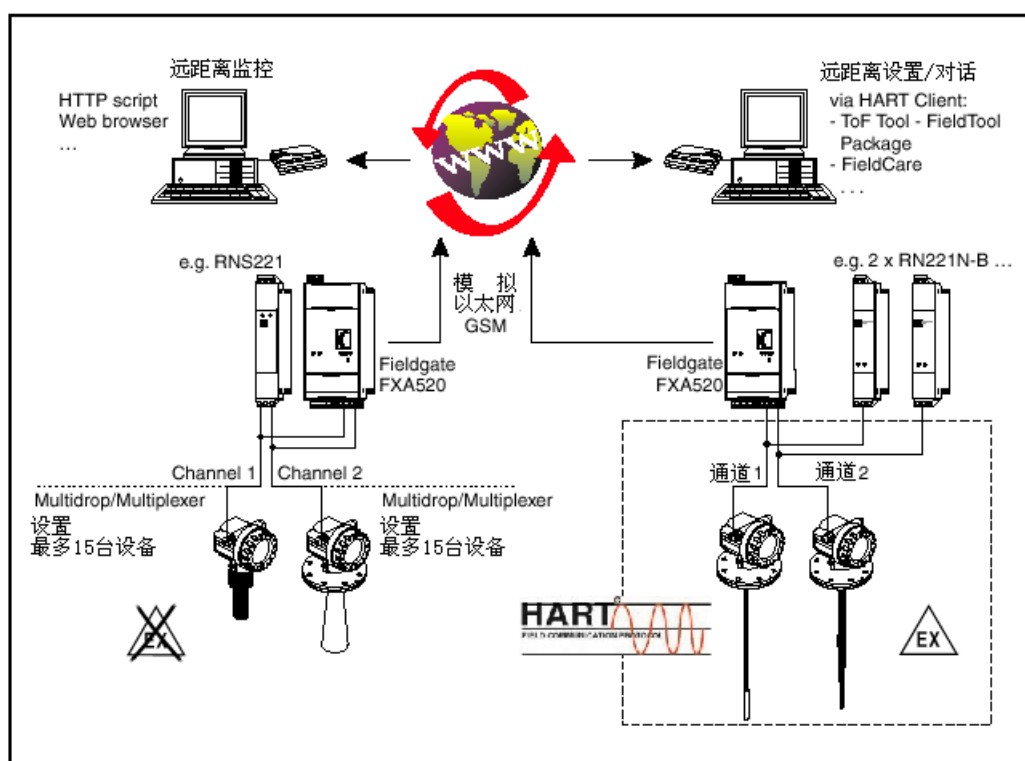 远距离监控
HTTP script
Web browser
...
WWW
远距离设置/对话
via HART Client:
- ToF Tool - FieldTool
Package
- FieldCare
...
e.g. RNS221
模 拟
以太网
GSM
e.g. 2 x RN221N-B ...
Fieldgate
FXA520
Fieldgate
FXA520
Channel 1
Channel 2
通道1
通道2
Multidrop/Multiplexer
设置
最多15台设备
Multidrop/Multiplexer
设置
最多15台设备
EX
HART
FIELD COMMUNICATION PROTOCOL
EX